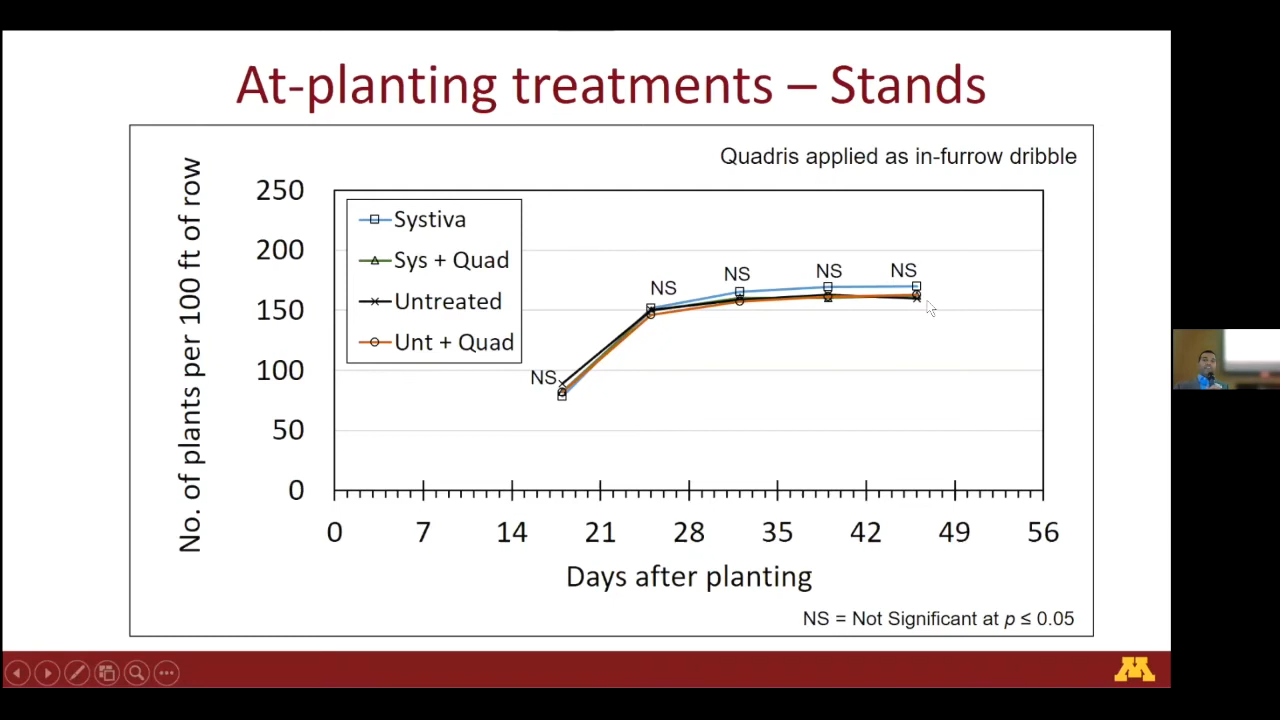 At-planting treatments – Stands
Quadris applied as in-furrow dribble
No. of plants per 100 ft of row
250
200
150
100
50
0
Systiva
Sys + Quad
Untreated
Unt + Quad
NS
NS
NS
NS
NS
0 7 14 21 28 35 42 49 56
Days after planting
NS = Not Significant at p ≤ 0.05
M